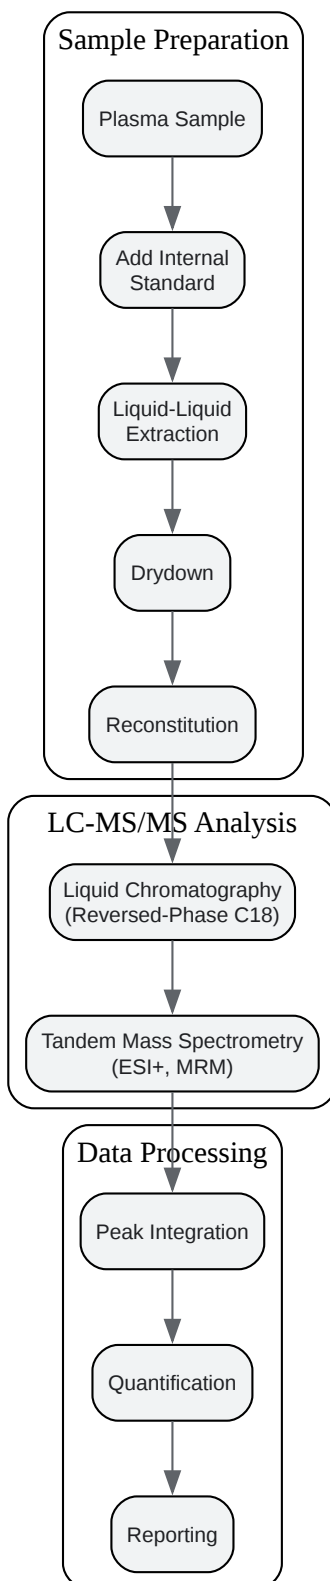 Sample Preparation
Plasma Sample
Add Internal
Standard
Liquid-Liquid
Extraction
Drydown
Reconstitution
LC-MS/MS Analysis
Liquid Chromatography
(Reversed-Phase C18)
Tandem Mass Spectrometry
(ESI+, MRM)
Data Processing
Peak Integration
Quantification
Reporting